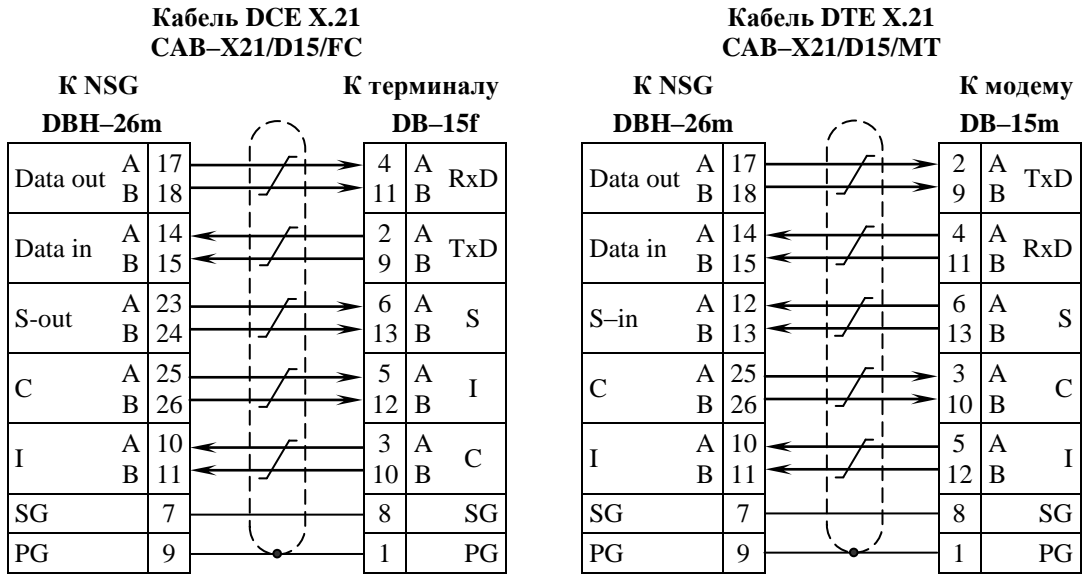 Кабель DCE X.21
CAB–X21/D15/FC
К NSG К терминалу
DBH–26m DB–15f
Data out A 17 4 A RxD
B 18 11 B
Data in A 14 2 A TxD
B 15 9 B
S-out A 23 6 A S
B 24 13 B
C A 25 5 A I
B 26 12 B
I A 10 3 A C
B 11 10 B
SG 7 8 SG
PG 9 1 PG
Кабель DTE X.21
CAB–X21/D15/MT
К NSG К модему
DBH–26m DB–15m
Data out A 17 2 A TxD
B 18 9 B
Data in A 14 4 A RxD
B 15 11 B
S–in A 12 6 A S
B 13 13 B
C A 25 3 A C
B 26 10 B
I A 10 5 A I
B 11 12 B
SG 7 8 SG
PG 9 1 PG